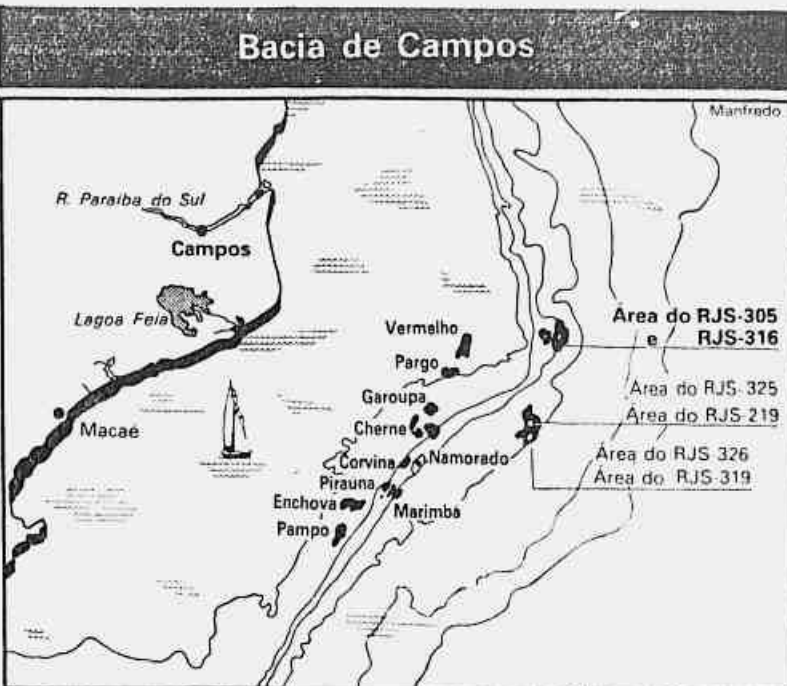 Bacia de Campos
Manfredo
R. Paraiba do Sul
Campos
Lagoa Feia
Macaé
Vermelho
Pargo
Garoupa
Cherne
Corvina
Namorado
Pirauna
Enchova
Marimba
Pampo
Área do RJS-305
e RJS-316
Área do RJS-325
Área do RJS-219
Área do RJS 326
Área do RJS-319